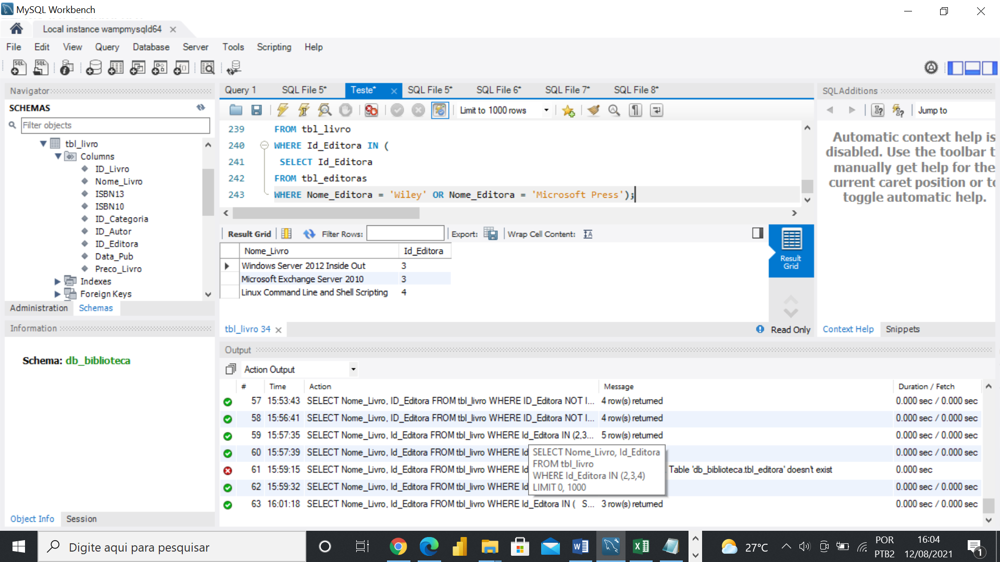 MySQL Workbench
Local instance wampmysqld64
File Edit View Query Database Server Tools Scripting Help
Navigator
SCHEMAS
Filter objects
tbl_livro
Columns
ID_Livro
Nome_Livro
ISBN13
ISBN10
ID_Categoria
ID_Autor
ID_Editora
Data_Pub
Preco_Livro
Indexes
Foreign Keys
Administration Schemas
Information
Schema: db_biblioteca
Object Info Session
Query 1 SQL File 5* Teste* SQL File 5* SQL File 6* SQL File 7* SQL File 8*
Limit to 1000 rows
239 FROM tbl_livro
240 WHERE Id_Editora IN (
241 SELECT Id_Editora
242 FROM tbl_editoras
243 WHERE Nome_Editora = 'Wiley' OR Nome_Editora = 'Microsoft Press');
Result Grid Filter Rows: Export: Wrap Cell Content:
Nome_Livro Id_Editora
Windows Server 2012 Inside Out 3
Microsoft Exchange Server 2010 3
Linux Command Line and Shell Scripting 4
Result
Grid
tbl_livro 34
Read Only
SQLAdditions
Jump to
Automatic context help is
disabled. Use the toolbar t
manually get help for the
current caret position or to
toggle automatic help.
Context Help Snippets
Output
Action Output
# Time Action Message Duration / Fetch
57 15:53:43 SELECT Nome_Livro, ID_Editora FROM tbl_livro WHERE ID_Editora NOT I... 4 row(s) returned 0.000 sec / 0.000 sec
58 15:56:41 SELECT Nome_Livro, ID_Editora FROM tbl_livro WHERE ID_Editora NOT I... 4 row(s) returned 0.000 sec / 0.000 sec
59 15:57:35 SELECT Nome_Livro, Id_Editora FROM tbl_livro WHERE Id_Editora IN (2,3... 5 row(s) returned 0.000 sec / 0.000 sec
60 15:57:39 SELECT Nome_Livro, Id_Editora FROM tbl_livro WHERE Id 0.000 sec / 0.000 sec
61 15:59:15 SELECT Nome_Livro, Id_Editora FROM tbl_livro WHERE Id Table 'db_biblioteca.tbl_editora' doesn't exist 0.000 sec
62 15:59:32 SELECT Nome_Livro, Id_Editora FROM tbl_livro WHERE Id 0.000 sec / 0.000 sec
63 16:01:18 SELECT Nome_Livro, Id_Editora FROM tbl_livro WHERE Id_Editora IN ( S... 3 row(s) returned 0.000 sec / 0.000 sec
SELECT Nome_Livro, Id_Editora
FROM tbl_livro
WHERE Id_Editora IN (2,3,4)
LIMIT 0, 1000
Digite aqui para pesquisar
27°C
POR
PTB2
16:04
12/08/2021
1